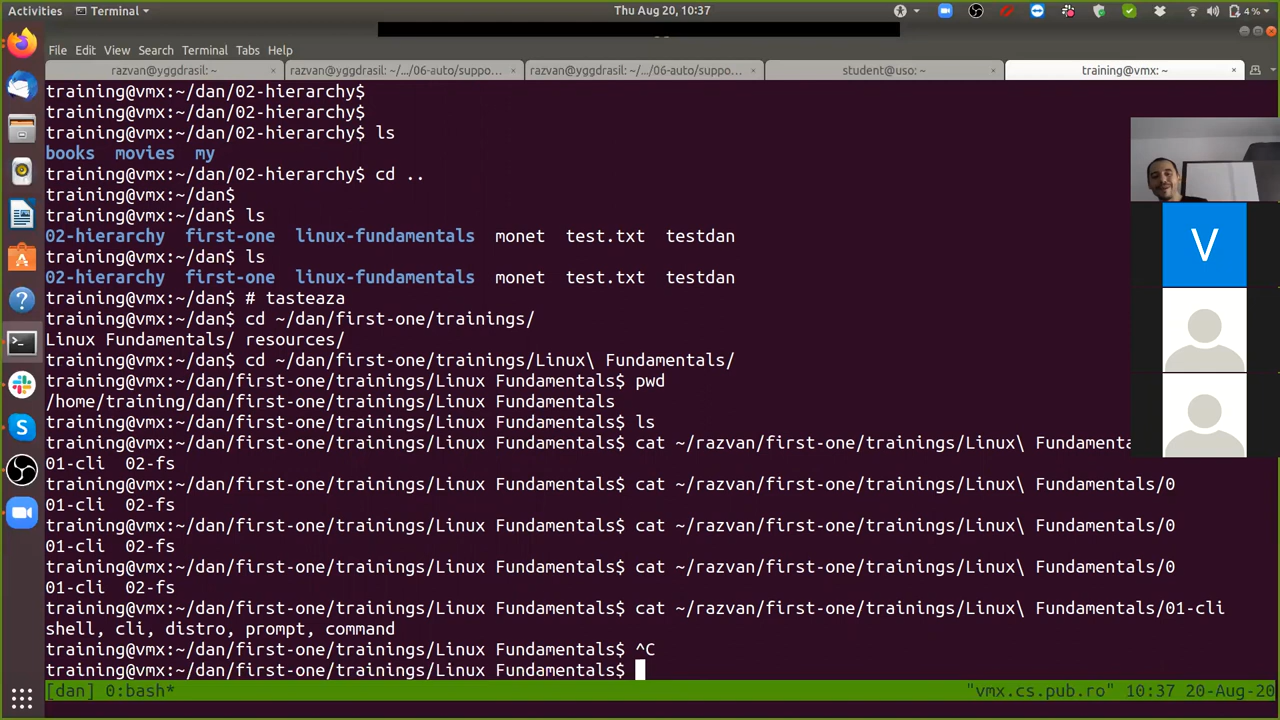 Activities Terminal Thu Aug 20, 10:37 4 %
File Edit View Search Terminal Tabs Help
razvan@yggdrasil: ~ × razvan@yggdrasil: ~/.../06-auto/suppo... × razvan@yggdrasil: ~/.../06-auto/suppo... × student@uso: ~ × training@vmx: ~ ×
training@vmx:~/dan/02-hierarchy$
training@vmx:~/dan/02-hierarchy$
training@vmx:~/dan/02-hierarchy$ ls
books movies my
training@vmx:~/dan/02-hierarchy$ cd ..
training@vmx:~/dan$
training@vmx:~/dan$ ls
02-hierarchy first-one linux-fundamentals monet test.txt testdan
training@vmx:~/dan$ ls
02-hierarchy first-one linux-fundamentals monet test.txt testdan
training@vmx:~/dan$ # tasteaza
training@vmx:~/dan$ cd ~/dan/first-one/trainings/
Linux Fundamentals/ resources/
training@vmx:~/dan$ cd ~/dan/first-one/trainings/Linux\ Fundamentals/
training@vmx:~/dan/first-one/trainings/Linux Fundamentals$ pwd
/home/training/dan/first-one/trainings/Linux Fundamentals
training@vmx:~/dan/first-one/trainings/Linux Fundamentals$ ls
training@vmx:~/dan/first-one/trainings/Linux Fundamentals$ cat ~/razvan/first-one/trainings/Linux\ Fundamenta
01-cli 02-fs
training@vmx:~/dan/first-one/trainings/Linux Fundamentals$ cat ~/razvan/first-one/trainings/Linux\ Fundamentals/0
01-cli 02-fs
training@vmx:~/dan/first-one/trainings/Linux Fundamentals$ cat ~/razvan/first-one/trainings/Linux\ Fundamentals/0
01-cli 02-fs
training@vmx:~/dan/first-one/trainings/Linux Fundamentals$ cat ~/razvan/first-one/trainings/Linux\ Fundamentals/0
01-cli 02-fs
training@vmx:~/dan/first-one/trainings/Linux Fundamentals$ cat ~/razvan/first-one/trainings/Linux\ Fundamentals/01-cli
shell, cli, distro, prompt, command
training@vmx:~/dan/first-one/trainings/Linux Fundamentals$ ^C
training@vmx:~/dan/first-one/trainings/Linux Fundamentals$
[dan] 0:bash* "vmx.cs.pub.ro" 10:37 20-Aug-20
V